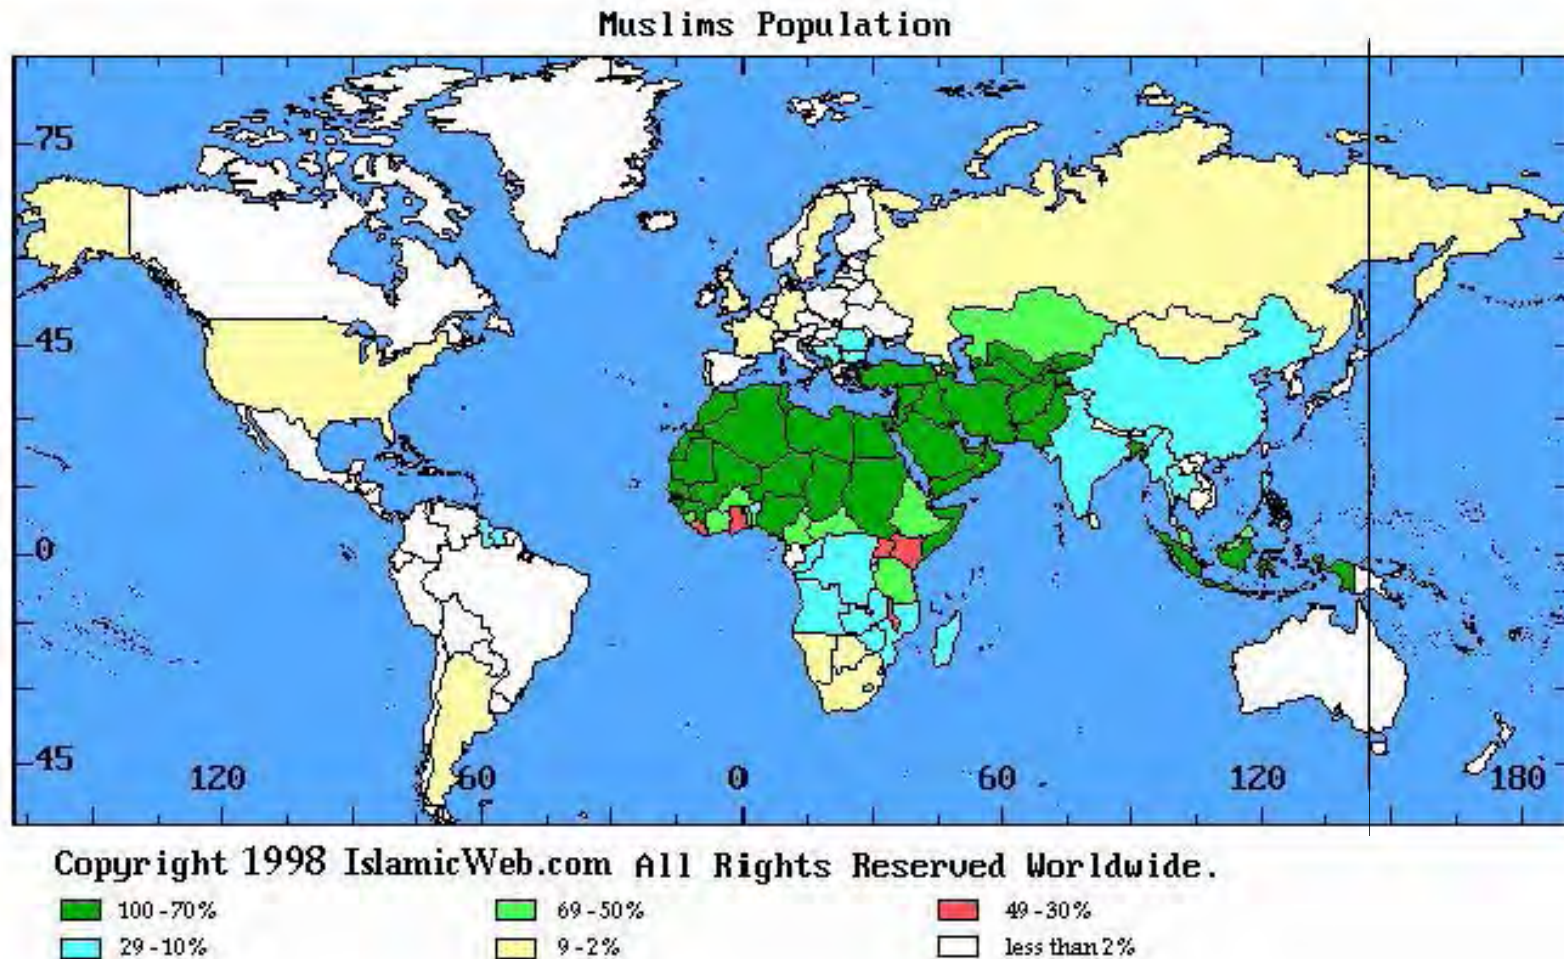 Muslims Population
75
45
0
45
120 60 0 60 120 180
Copyright 1998 IslamicWeb.com All Rights Reserved Worldwide.
100-70% 69-50% 49-30%
29-10% 9-2% less than 2%